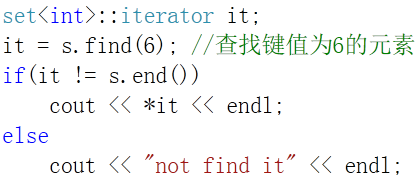 set<int>::iterator it;
it = s.find(6); //查找键值为6的元素
if(it != s.end())
    cout << *it << endl;
else
    cout << "not find it" << endl;